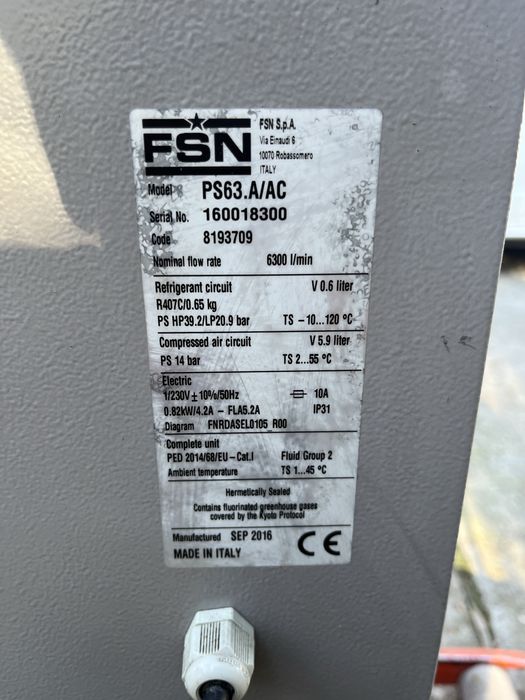 FSN
FSN S.p.A.
Via Einaudi 6
10070 Robassomero
ITALY
Model PS63.A/AC
Serial No. 160018300
Code 8193709
Nominal flow rate 6300 l/min
Refrigerant circuit V 0.6 liter
R407C/0.65 kg
PS HP39.2/LP20.9 bar TS -10...120 °C
Compressed air circuit V 5.9 liter
PS 14 bar TS 2...55 °C
Electric
1/230V ± 10%/50Hz 10A
0.82kW/4.2A - FLA5.2A IP31
Diagram FNRDASEL0105_R00
Complete unit
PED 2014/68/EU-Cat.I Fluid Group 2
Ambient temperature TS 1...45 °C
Hermetically Sealed
Contains fluorinated greenhouse gases
covered by the Kyoto Protocol
Manufactured SEP 2016
MADE IN ITALY CE